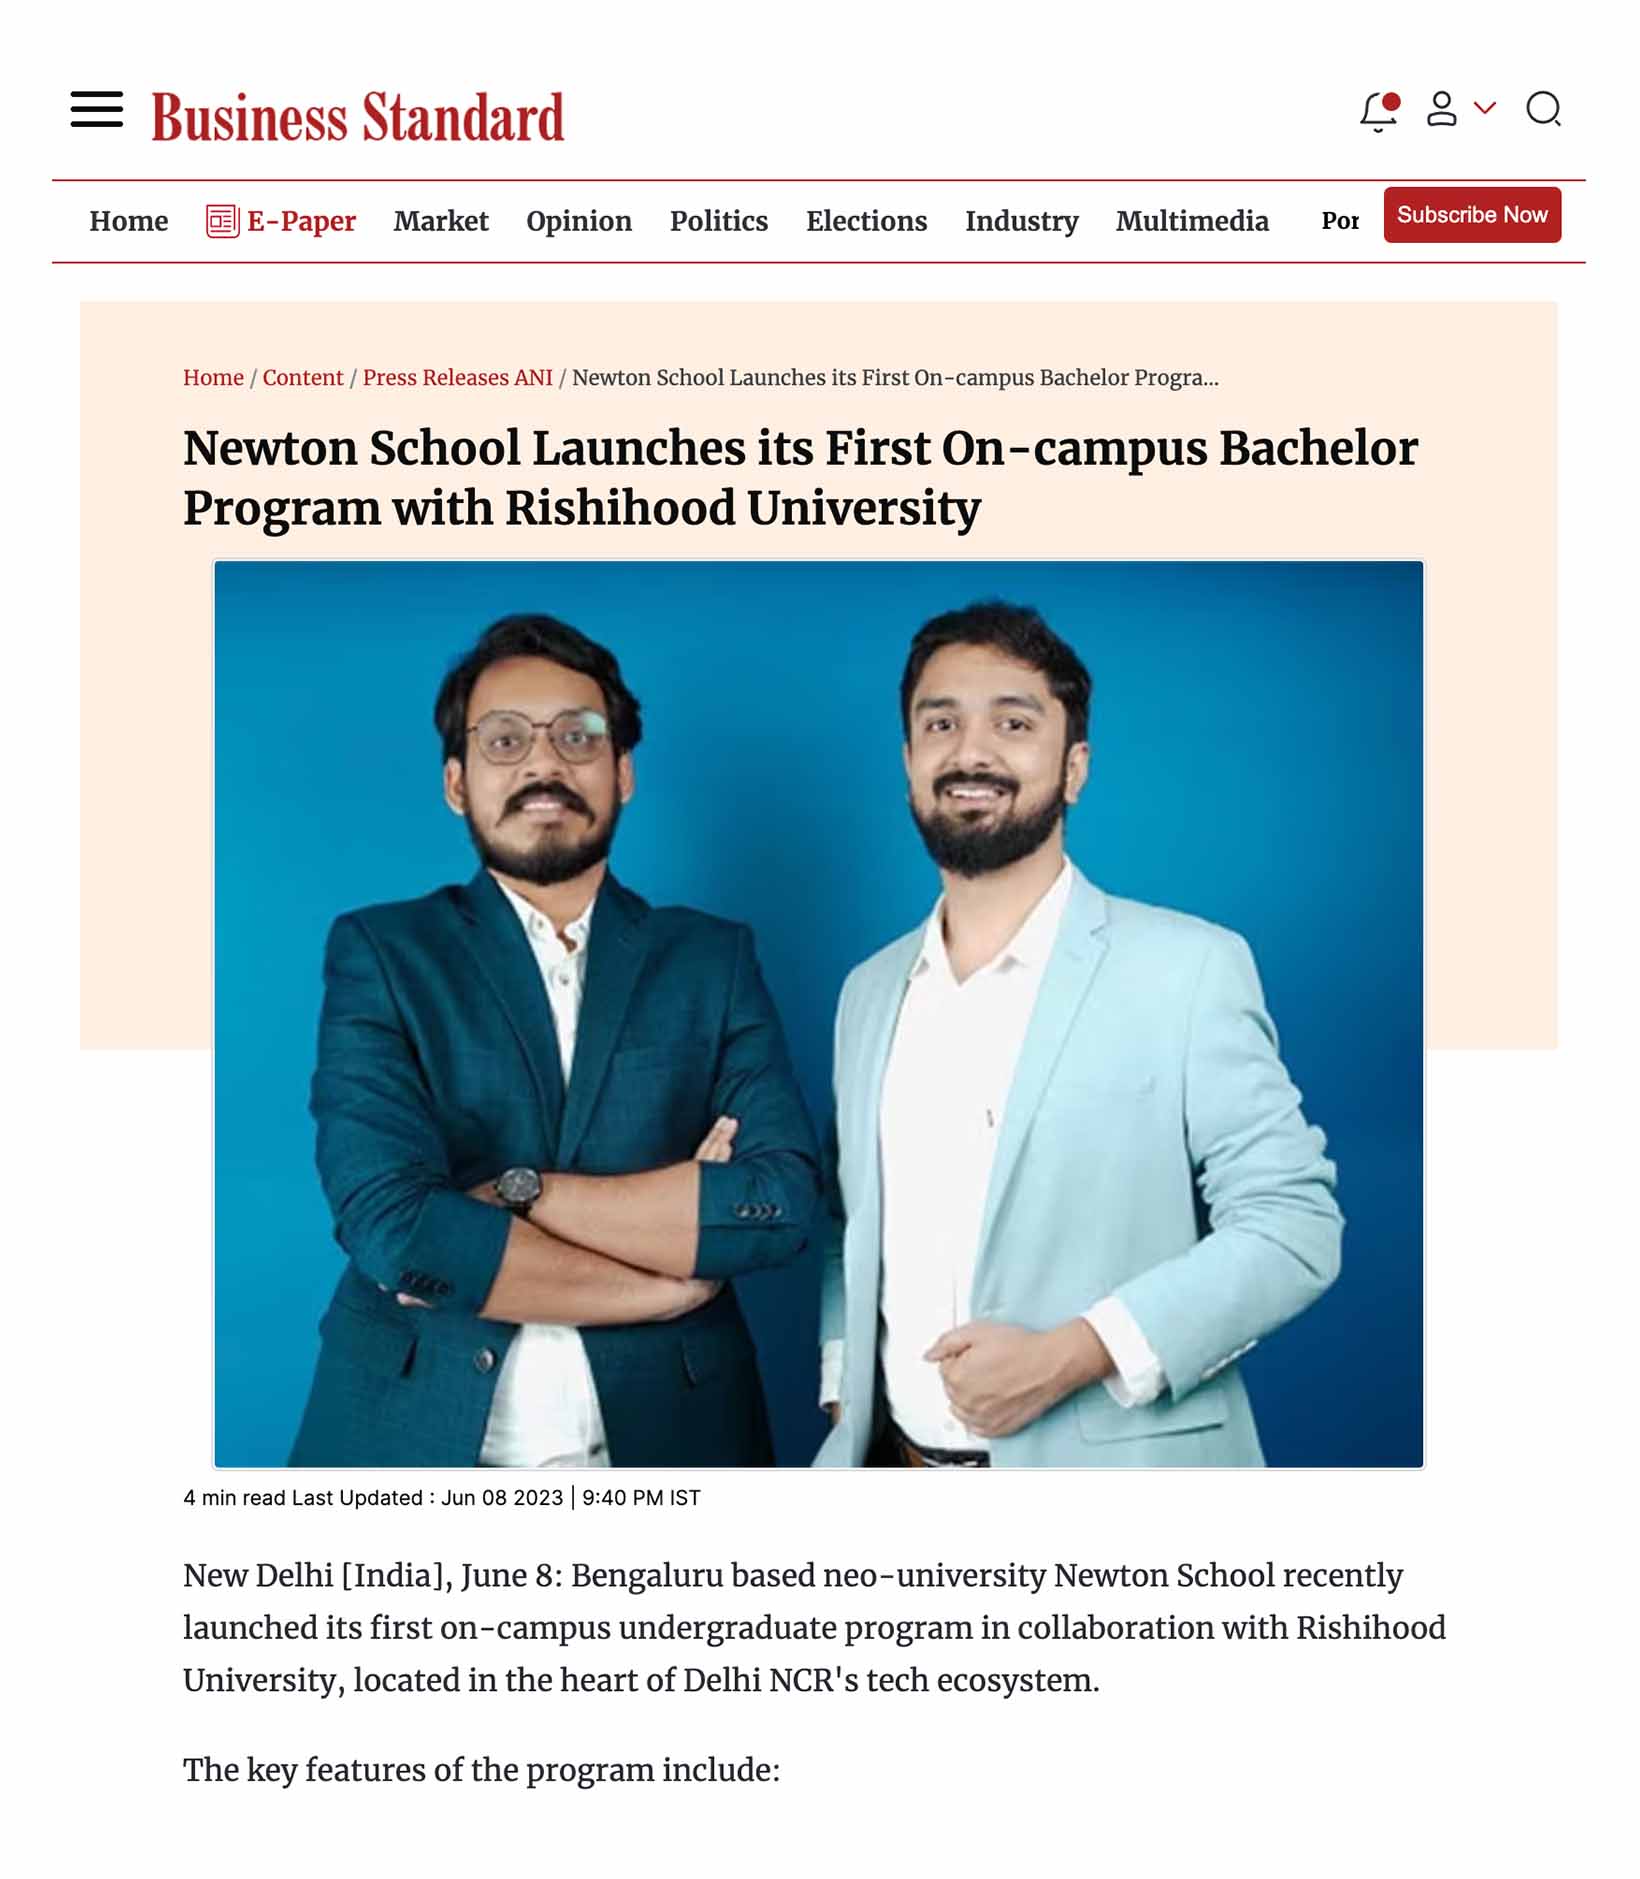 Business Standard
Home E-Paper Market Opinion Politics Elections Industry Multimedia Por Subscribe Now
Home / Content / Press Releases ANI / Newton School Launches its First On-campus Bachelor Progra...
Newton School Launches its First On-campus Bachelor
Program with Rishihood University
4 min read Last Updated : Jun 08 2023 | 9:40 PM IST
New Delhi [India], June 8: Bengaluru based neo-university Newton School recently
launched its first on-campus undergraduate program in collaboration with Rishihood
University, located in the heart of Delhi NCR's tech ecosystem.
The key features of the program include: